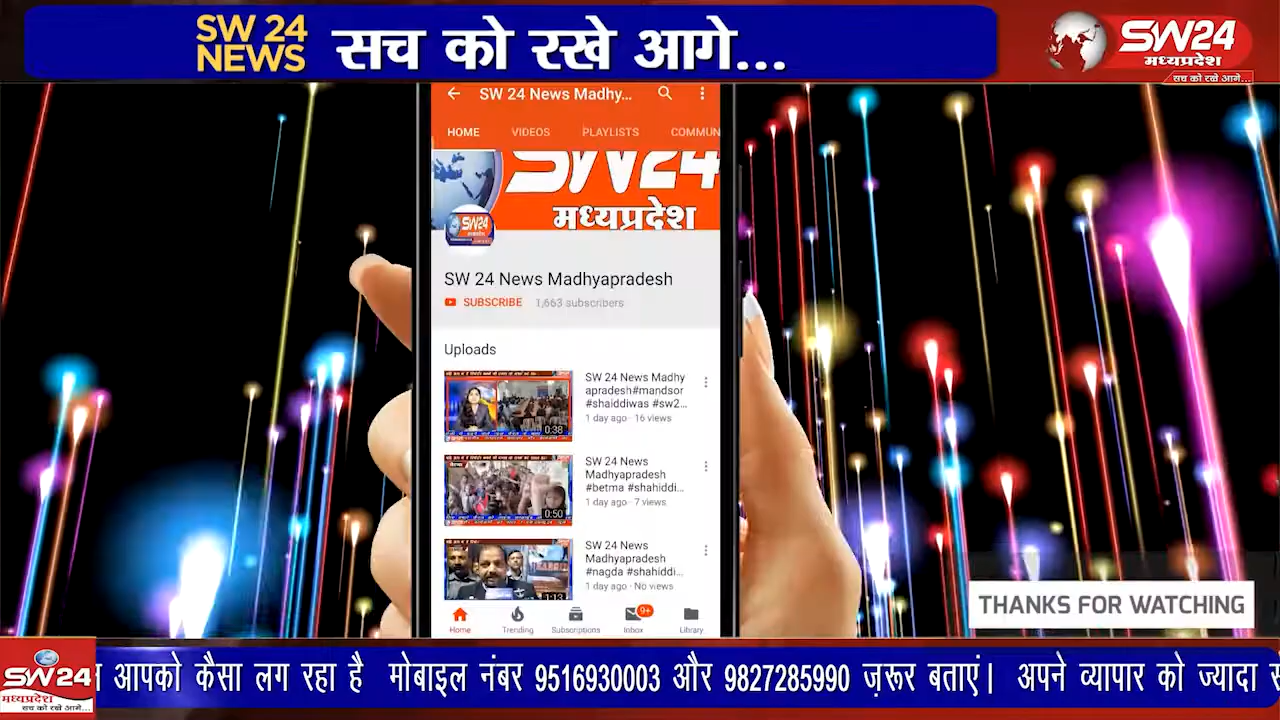 SW 24
NEWS
सच को रखे आगे...
SW24
मध्यप्रदेश
सच को रखे आगे...
SW 24 News Madhy...
HOME VIDEOS PLAYLISTS COMMUN
SW24
मध्यप्रदेश
SW24
SW 24 News Madhyapradesh
SUBSCRIBE 1,663 subscribers
Uploads
SW 24 News Madhy
apradesh#mandsor
#shaiddiwas #sw2...
1 day ago · 16 views
0:38
SW 24 News
Madhyapradesh
#betma #shahiddi...
1 day ago · 7 views
0:50
SW 24 News
Madhyapradesh
#nagda #shahiddi...
1 day ago · No views
1:13
Home Trending Subscriptions Inbox Library
9+
THANKS FOR WATCHING
SW24
मध्यप्रदेश
सच को रखे आगे...
आपको कैसा लग रहा है मोबाइल नंबर 9516930003 और 9827285990 ज़रूर बताएं। अपने व्यापार को ज्यादा